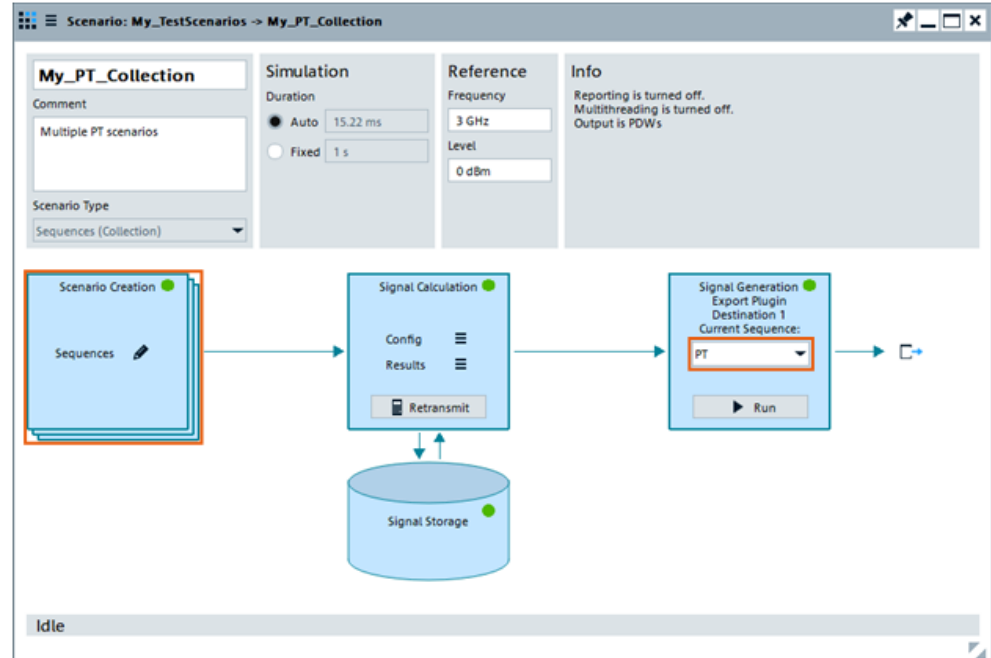 Scenario: My_TestScenarios -> My_PT_Collection
My_PT_Collection
Comment
Multiple PT scenarios
Scenario Type
Sequences (Collection)
Simulation
Duration
Auto 15.22 ms
Fixed 1 s
Reference
Frequency
3 GHz
Level
0 dBm
Info
Reporting is turned off.
Multithreading is turned off.
Output is PDWs
Scenario Creation
Sequences
Signal Calculation
Config
Results
Retransmit
Signal Storage
Signal Generation
Export Plugin
Destination 1
Current Sequence:
PT
Run
Idle